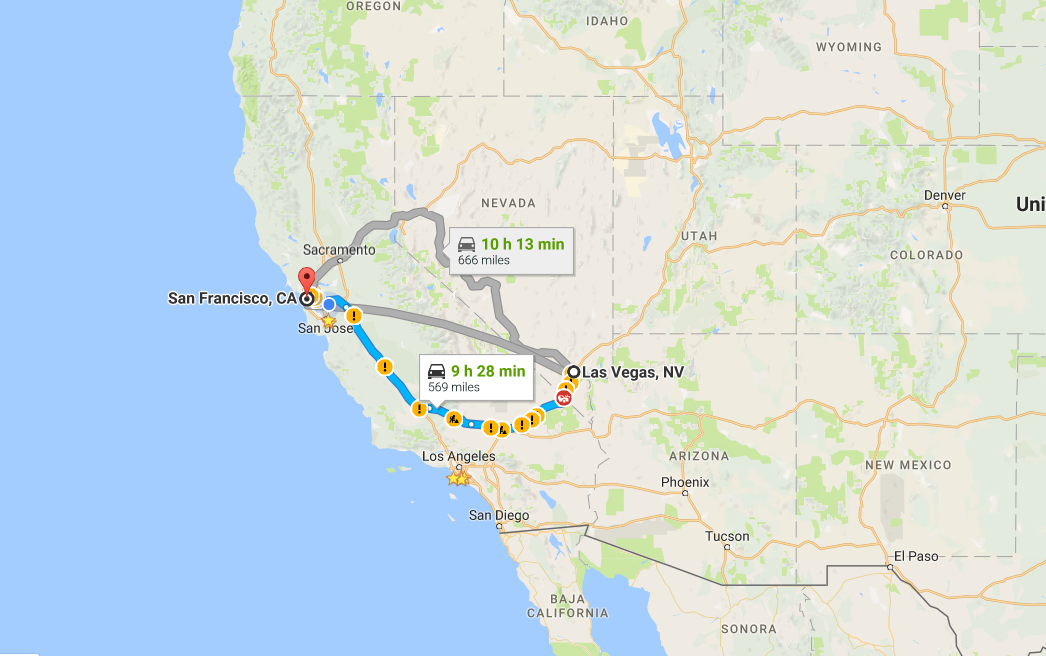 OREGON
IDAHO
WYOMING
Denver
Uni
NEVADA
UTAH
COLORADO
Sacramento
10 h 13 min
666 miles
San Francisco, CA
San Jose
9 h 28 min
569 miles
Las Vegas, NV
Los Angeles
ARIZONA
NEW MEXICO
Phoenix
San Diego
Tucson
El Paso
BAJA
CALIFORNIA
SONORA